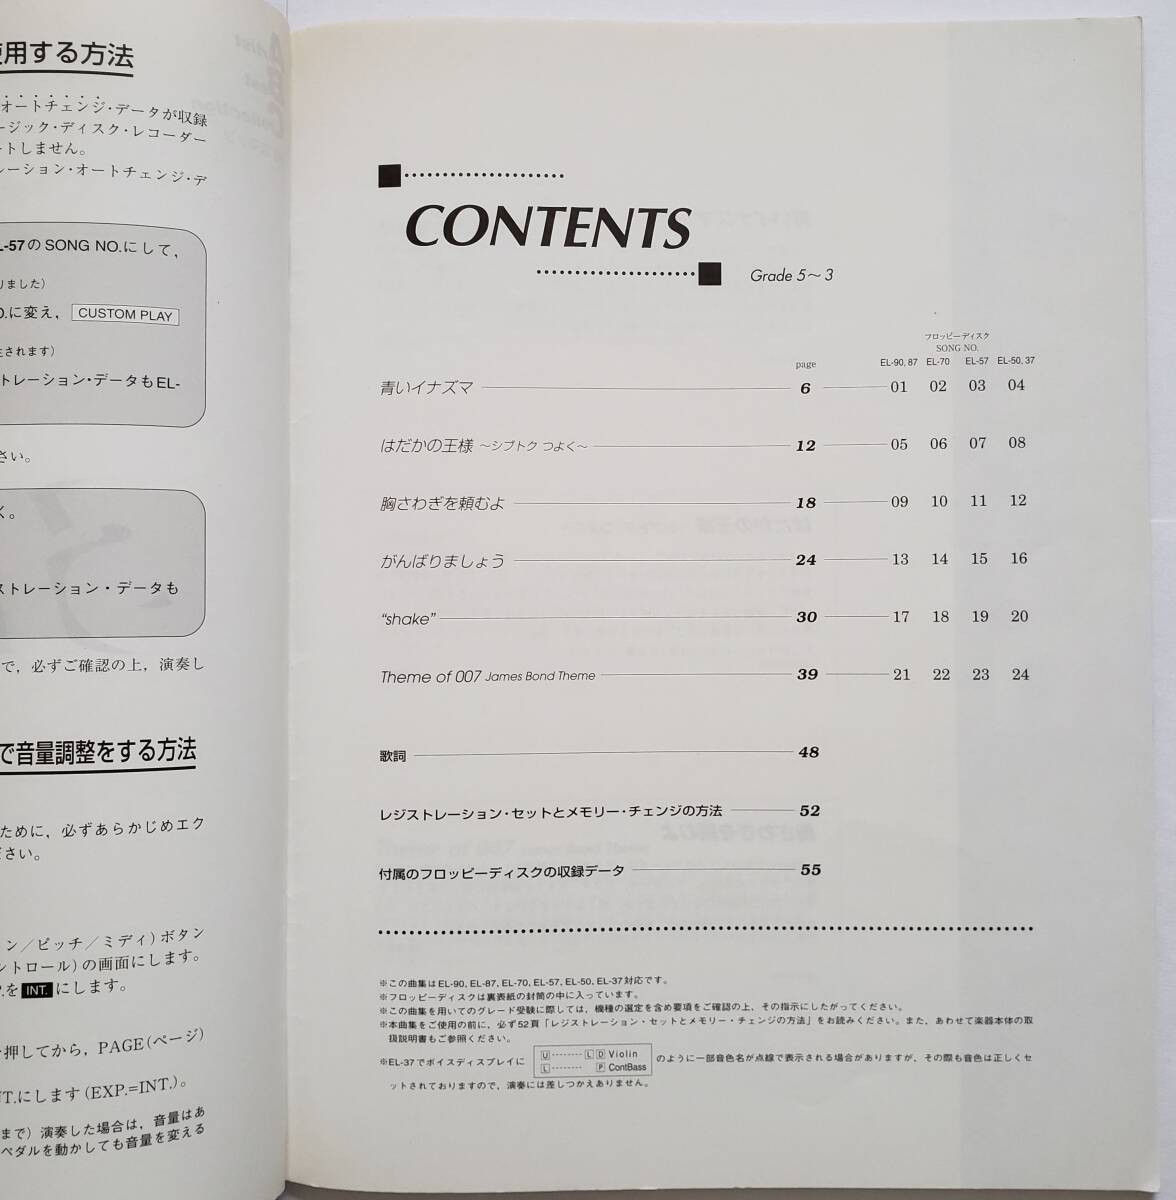 使用する方法
オートチェンジ・データが収録
ージック・ディスク・レコーダー
ートしません。
レーション・オートチェンジ・デ
L-57のSONG NO.にして，
りました）
O.に変え， CUSTOM PLAY
生されます）
ストレーション・データもEL-
さい。
く。
ストレーション・データも
で，必ずご確認の上，演奏し
で音量調整をする方法
ために，必ずあらかじめエク
ださい。
ン／ピッチ／ミディ）ボタン
ントロール）の画面にします。
P.を INT. にします。
押してから，PAGE（ページ）
NT.にします（EXP.=INT.）。
まで）演奏した場合は，音量はあ
ペダルを動かしても音量を変える
CONTENTS
Grade 5～3
フロッピーディスク
SONG NO.
page EL-90, 87 EL-70 EL-57 EL-50, 37
青いイナズマ 6 01 02 03 04
はだかの王様 ～シブトク つよく～ 12 05 06 07 08
胸さわぎを頼むよ 18 09 10 11 12
がんばりましょう 24 13 14 15 16
“shake” 30 17 18 19 20
Theme of 007 James Bond Theme 39 21 22 23 24
歌詞 48
レジストレーション・セットとメモリー・チェンジの方法 52
付属のフロッピーディスクの収録データ 55
※この曲集はEL-90, EL-87, EL-70, EL-57, EL-50, EL-37対応です。
※フロッピーディスクは裏表紙の封筒の中に入っています。
※この曲集を用いてのグレード受験に際しては，機種の選定を含め要項をご確認の上，その指示にしたがってください。
※本曲集をご使用の前に，必ず52頁「レジストレーション・セットとメモリー・チェンジの方法」をお読みください。また，あわせて楽器本体の取
扱説明書もご参照ください。
※EL-37でボイスディスプレイに U -------- L D Violin のように一部音色名が点線で表示される場合がありますが，その際も音色は正しくセ
L -------- P ContBass
ットされておりますので，演奏には差しつかえありません。